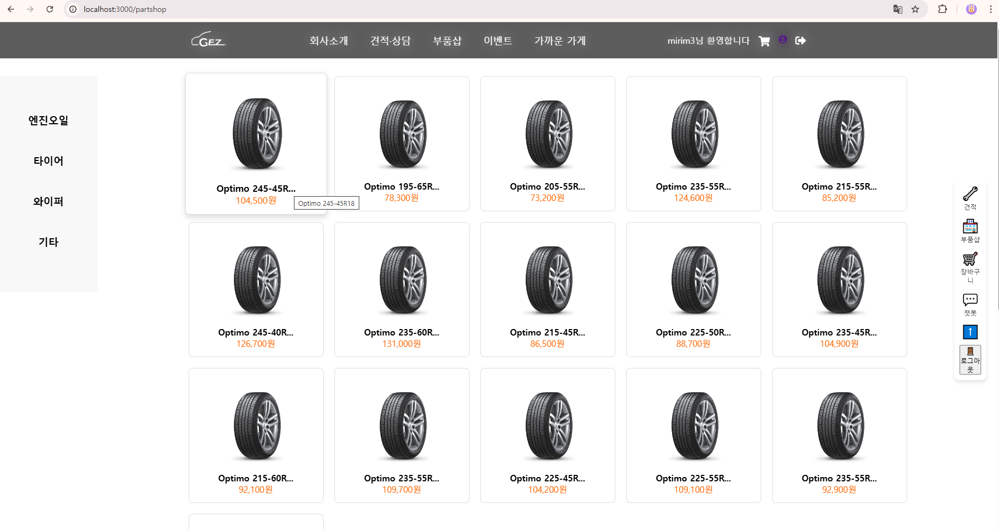 localhost:3000/partshop
GEZ
회사소개 견적·상담 부품샵 이벤트 가까운 가게 mirim3님 환영합니다
엔진오일
타이어
와이퍼
기타
Optimo 245-45R... Optimo 195-65R... Optimo 205-55R... Optimo 235-55R... Optimo 215-55R...
104,500원 78,300원 73,200원 124,600원 85,200원
Optimo 245-45R18
Optimo 245-40R... Optimo 235-60R... Optimo 215-45R... Optimo 225-50R... Optimo 235-45R...
126,700원 131,000원 86,500원 88,700원 104,900원
Optimo 215-60R... Optimo 235-55R... Optimo 225-45R... Optimo 225-55R... Optimo 235-55R...
92,100원 109,700원 104,200원 109,100원 92,900원
견적
24
부품샵
장바구
니
챗봇
↑
로그아
웃